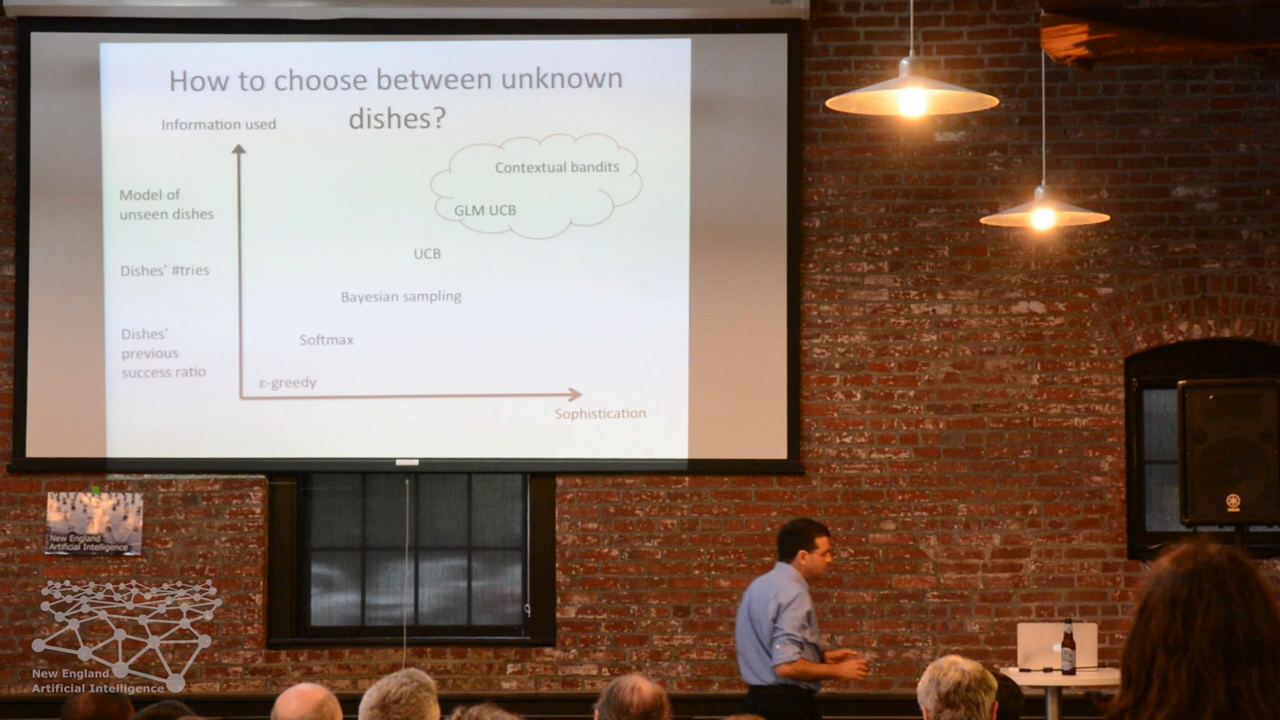 How to choose between unknown
dishes?
Information used
Contextual bandits
Model of
unseen dishes
GLM UCB
UCB
Dishes' #tries
Bayesian sampling
Dishes'
previous
success ratio
Softmax
ε-greedy
Sophistication
New England
Artificial Intelligence
New England
Artificial Intelligence